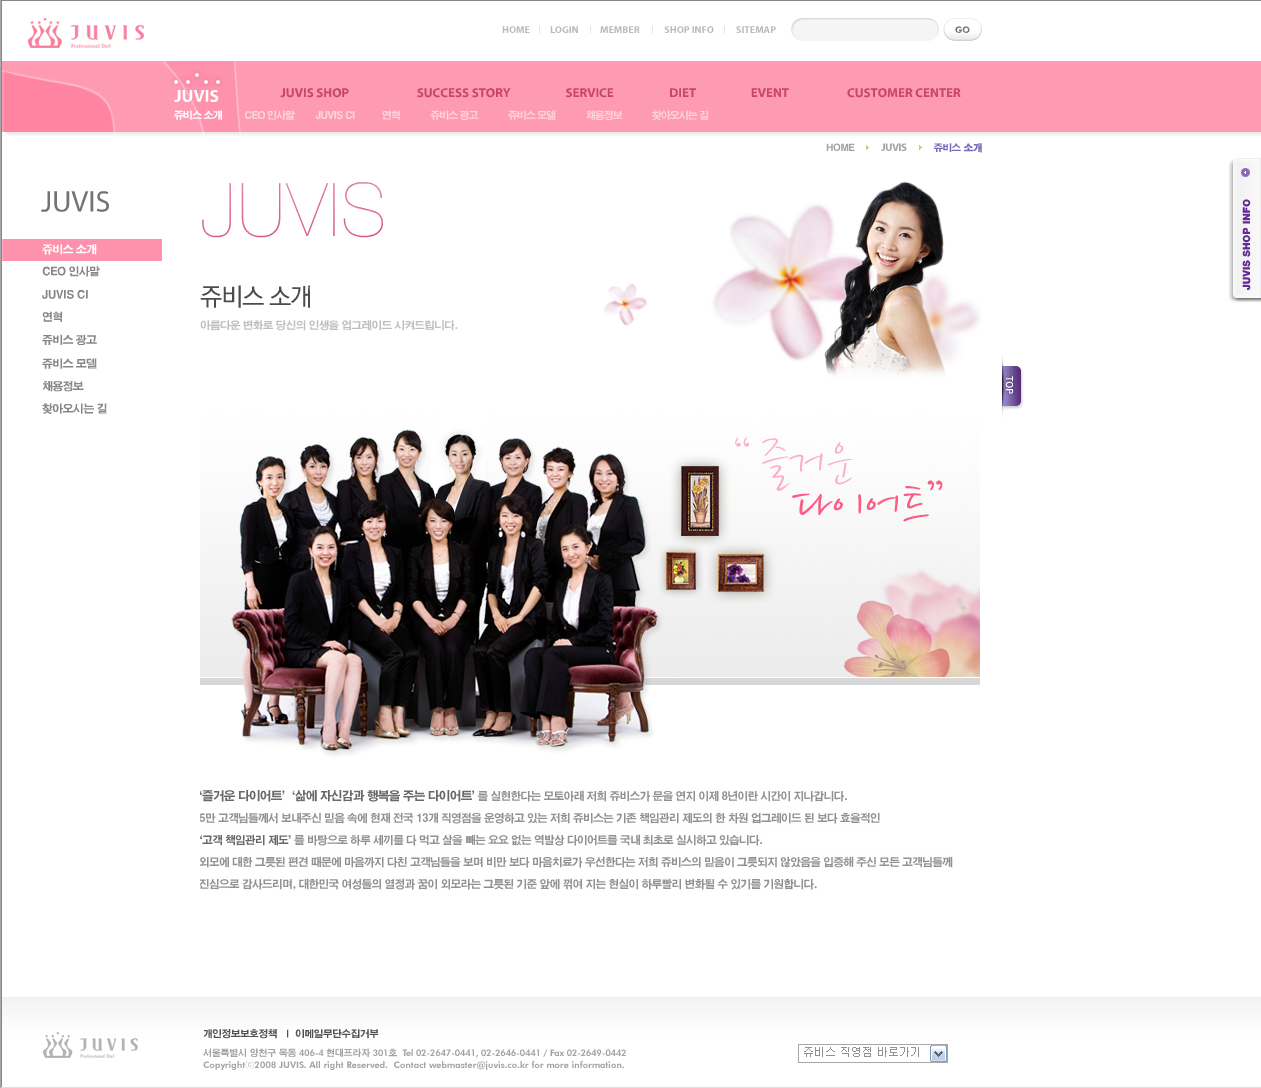 JUVIS
Professional Diet
HOME LOGIN MEMBER SHOP INFO SITEMAP GO
JUVIS JUVIS SHOP SUCCESS STORY SERVICE DIET EVENT CUSTOMER CENTER
쥬비스 소개 CEO 인사말 JUVIS CI 연혁 쥬비스 광고 쥬비스 모델 채용정보 찾아오시는 길
HOME JUVIS 쥬비스 소개
JUVIS SHOP INFO
JUVIS
쥬비스 소개
CEO 인사말
JUVIS CI
연혁
쥬비스 광고
쥬비스 모델
채용정보
찾아오시는 길
JUVIS
쥬비스 소개
아름다운 변화로 당신의 인생을 업그레이드 시켜드립니다.
TOP
“즐거운
다이어트”
‘즐거운 다이어트’ ‘삶에 자신감과 행복을 주는 다이어트’ 를 실현한다는 모토아래 저희 쥬비스가 문을 연지 이제 8년이란 시간이 지나갑니다.
5만 고객님들께서 보내주신 믿음 속에 현재 전국 13개 직영점을 운영하고 있는 저희 쥬비스는 기존 책임관리 제도의 한 차원 업그레이드 된 보다 효율적인
‘고객 책임관리 제도’ 를 바탕으로 하루 세끼를 다 먹고 살을 빼는 요요 없는 역발상 다이어트를 국내 최초로 실시하고 있습니다.
외모에 대한 그릇된 편견 때문에 마음까지 다친 고객님들을 보며 비만 보다 마음치료가 우선한다는 저희 쥬비스의 믿음이 그릇되지 않았음을 입증해 주신 모든 고객님들께
진심으로 감사드리며, 대한민국 여성들의 열정과 꿈이 외모라는 그릇된 기준 앞에 꺾여 지는 현실이 하루빨리 변화될 수 있기를 기원합니다.
JUVIS
Professional Diet
개인정보보호정책 | 이메일무단수집거부
서울특별시 양천구 목동 406-4 현대프라자 301호 Tel 02-2647-0441, 02-2646-0441 / Fax 02-2649-0442
Copyrightⓒ2008 JUVIS. All right Reserved. Contact webmaster@juvis.co.kr for more information.
쥬비스 직영점 바로가기